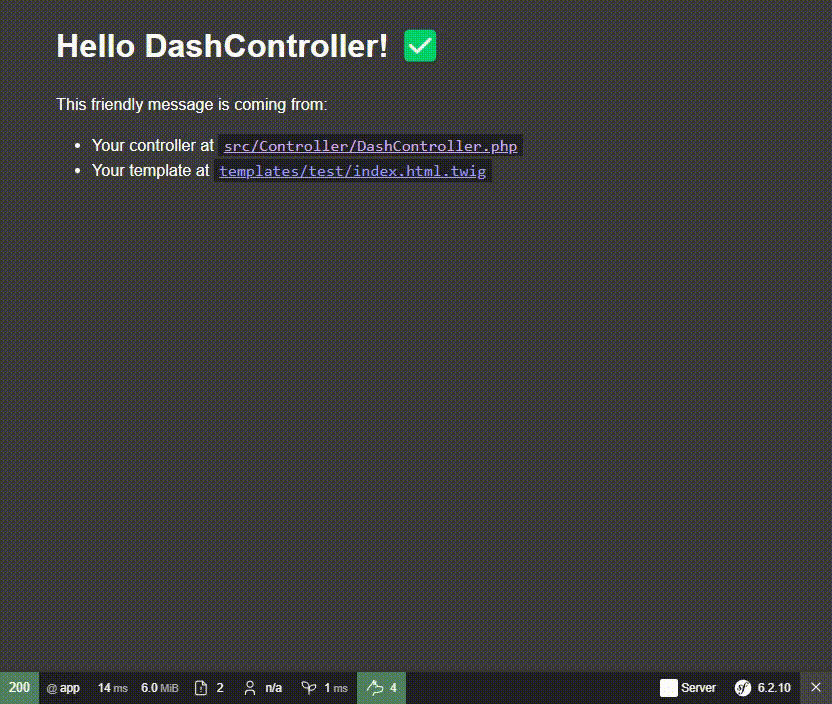 Hello DashController! ✅
This friendly message is coming from:
• Your controller at src/Controller/DashController.php
• Your template at templates/test/index.html.twig
200 @ app 14 ms 6.0 MiB 2 n/a 1 ms 4 Server sf 6.2.10 ×